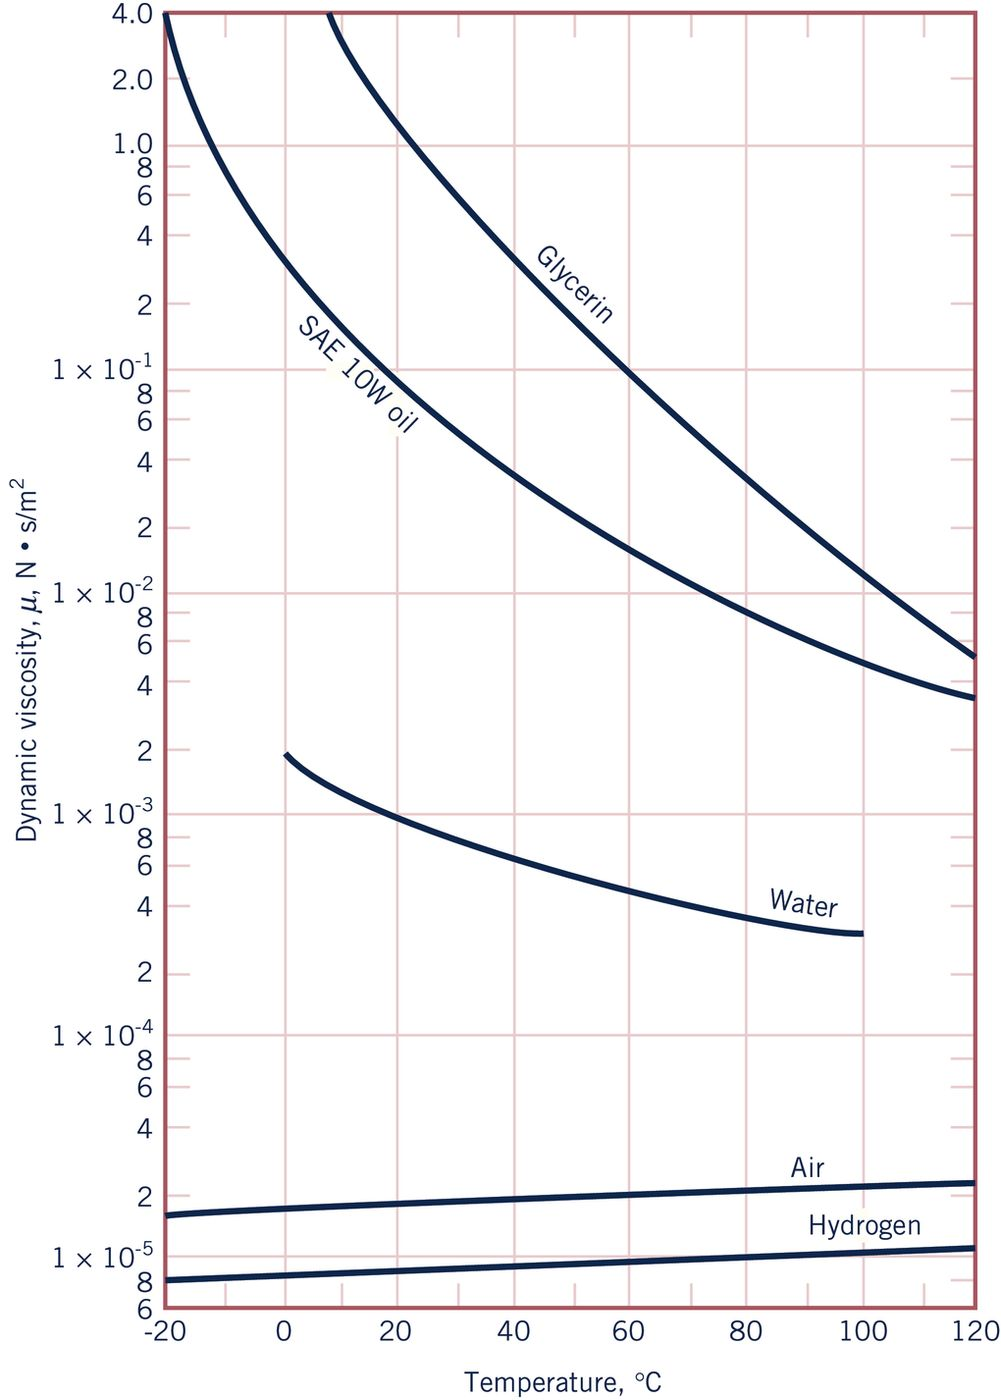 4.0
2.0
1.0
8
6
4
2
1 × 10⁻¹
8
6
4
2
1 × 10⁻²
8
6
4
2
1 × 10⁻³
8
6
4
2
1 × 10⁻⁴
8
6
4
2
1 × 10⁻⁵
8
6
Dynamic viscosity, μ, N • s/m²
Glycerin
SAE 10W oil
Water
Air
Hydrogen
-20 0 20 40 60 80 100 120
Temperature, °C